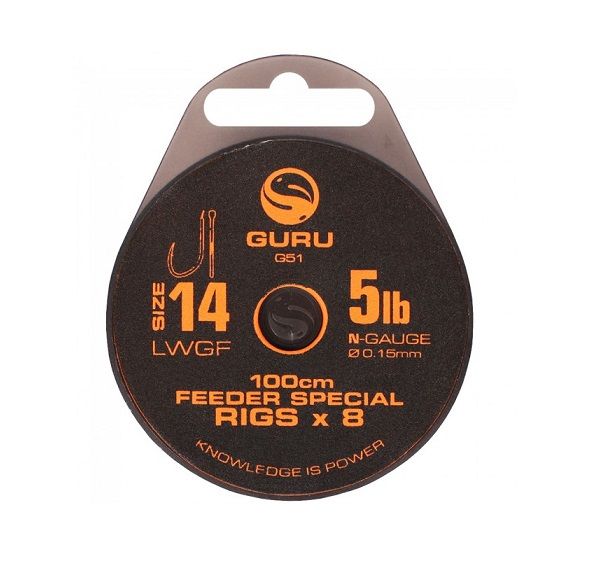 GURU
G51
SIZE 14
LWGF
5lb
N-GAUGE
Ø 0.15mm
100cm
FEEDER SPECIAL
RIGS x 8
KNOWLEDGE IS POWER